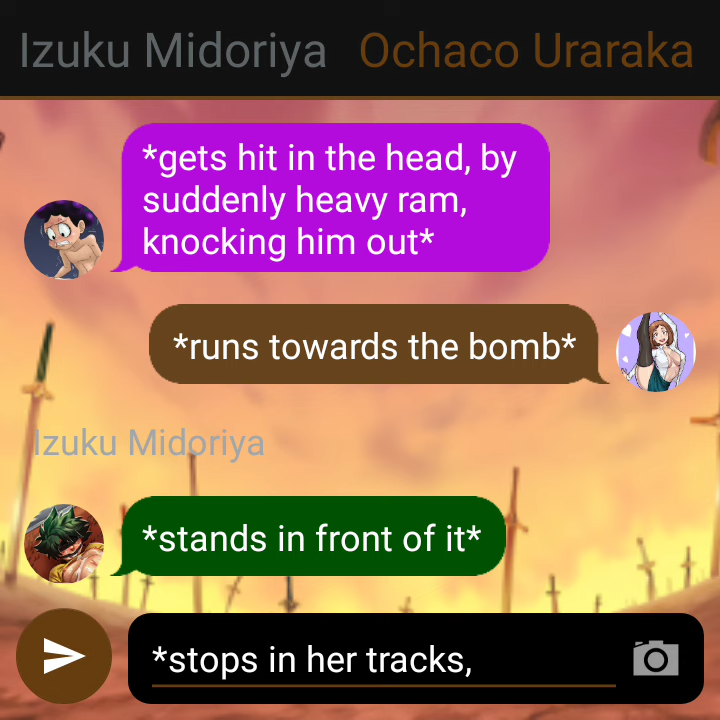 Izuku Midoriya Ochaco Uraraka
*gets hit in the head, by
suddenly heavy ram,
knocking him out*
*runs towards the bomb*
Izuku Midoriya
*stands in front of it*
*stops in her tracks,